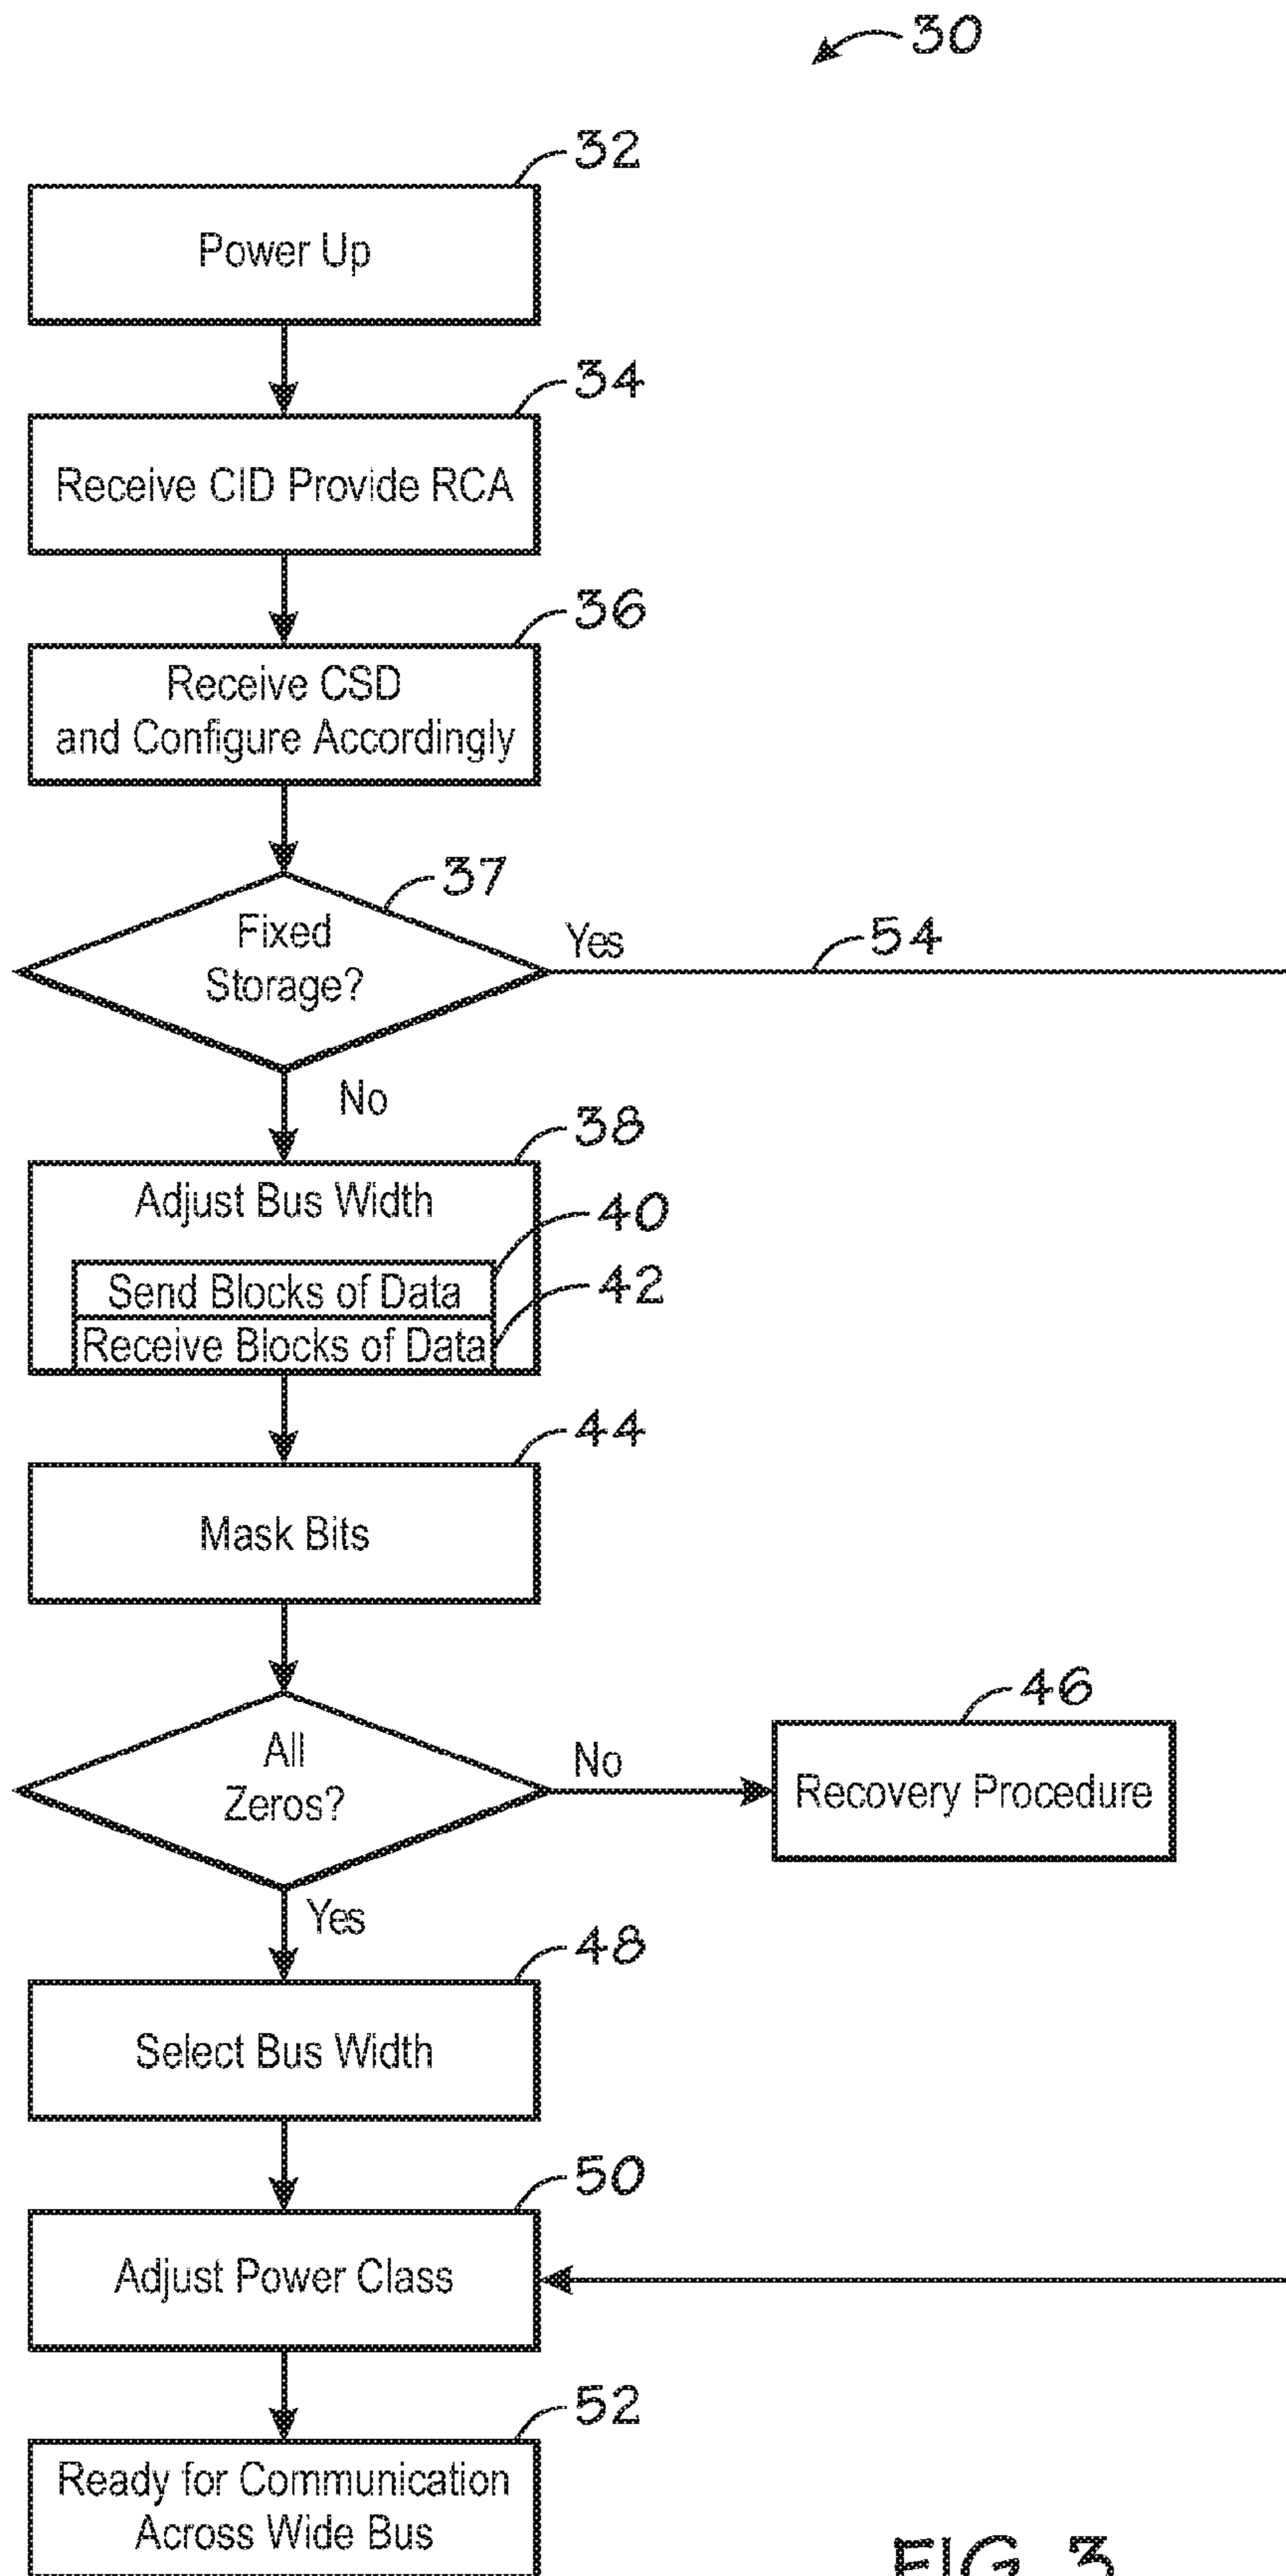 30
32
Power Up
34
Receive CID Provide RCA
36
Receive CSD
and Configure Accordingly
37
Fixed
Storage?
Yes
54
No
38
Adjust Bus Width
40
Send Blocks of Data
42
Receive Blocks of Data
44
Mask Bits
All
Zeros?
No
46
Recovery Procedure
Yes
48
Select Bus Width
50
Adjust Power Class
52
Ready for Communication
Across Wide Bus
FIG. 3